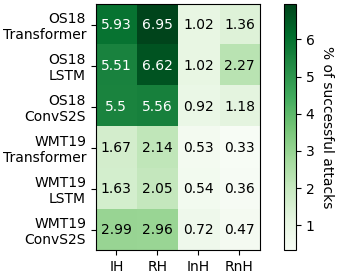 OS18
Transformer
5.93 6.95 1.02 1.36
OS18
LSTM
5.51 6.62 1.02 2.27
OS18
ConvS2S
5.5 5.56 0.92 1.18
WMT19
Transformer
1.67 2.14 0.53 0.33
WMT19
LSTM
1.63 2.05 0.54 0.36
WMT19
ConvS2S
2.99 2.96 0.72 0.47
IH RH InH RnH
6
5
4
3
2
1
% of successful attacks